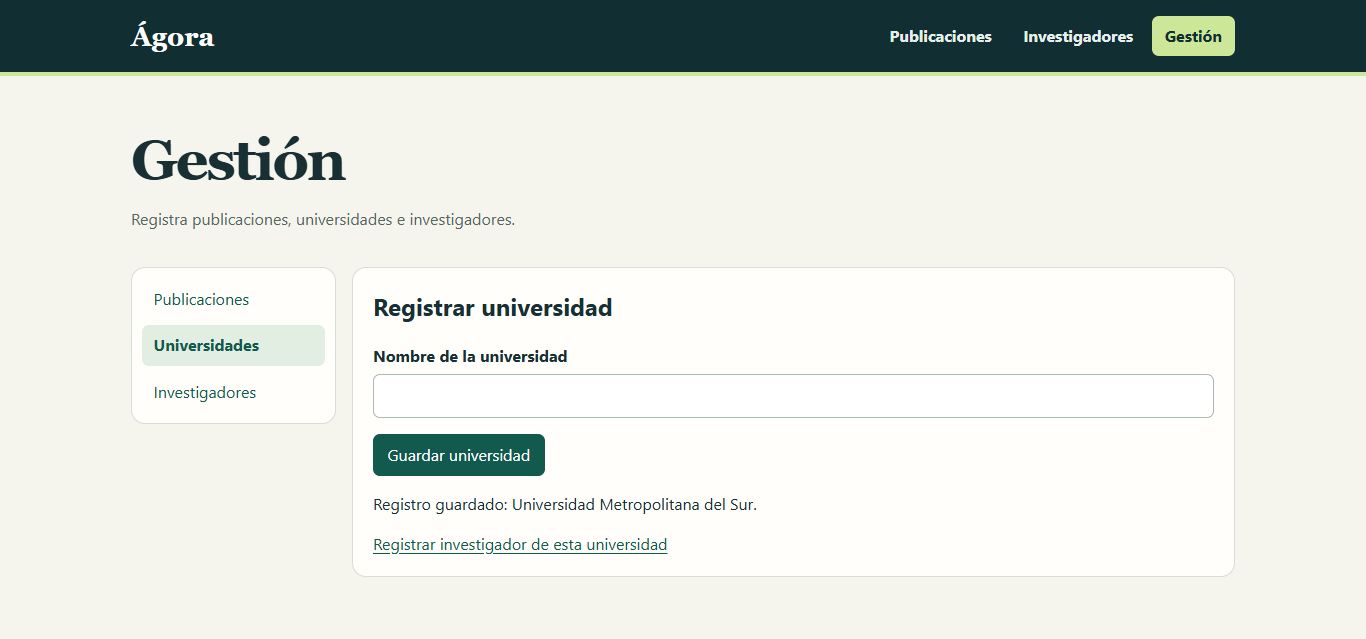 Ágora
Publicaciones
Investigadores
Gestión
Gestión
Registra publicaciones, universidades e investigadores.
Publicaciones
Universidades
Investigadores
Registrar universidad
Nombre de la universidad
Guardar universidad
Registro guardado: Universidad Metropolitana del Sur.
Registrar investigador de esta universidad